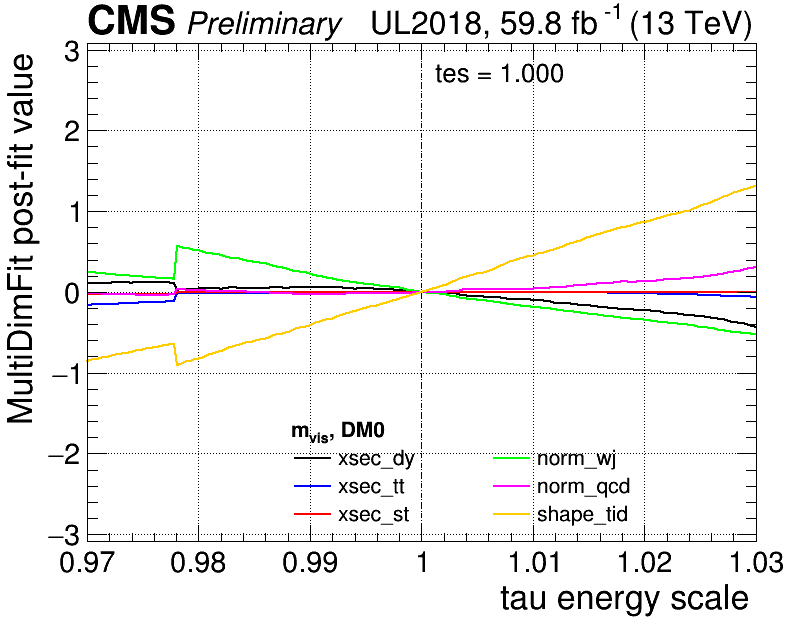 CMS Preliminary UL2018, 59.8 fb⁻¹ (13 TeV)
tes = 1.000
MultiDimFit post-fit value
3
2
1
0
−1
−2
−3
m_vis, DM0
xsec_dy norm_wj
xsec_tt norm_qcd
xsec_st shape_tid
0.97 0.98 0.99 1 1.01 1.02 1.03
tau energy scale